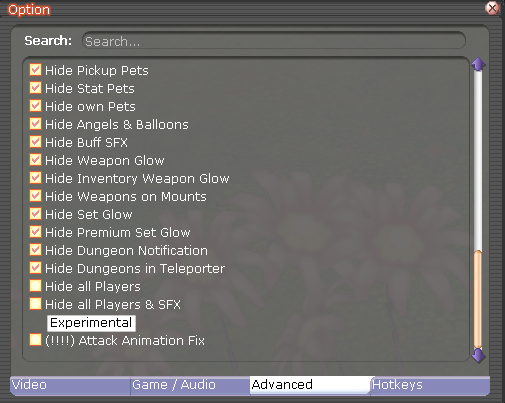 Option
Search: Search...
Hide Pickup Pets
Hide Stat Pets
Hide own Pets
Hide Angels & Balloons
Hide Buff SFX
Hide Weapon Glow
Hide Inventory Weapon Glow
Hide Weapons on Mounts
Hide Set Glow
Hide Premium Set Glow
Hide Dungeon Notification
Hide Dungeons in Teleporter
Hide all Players
Hide all Players & SFX
Experimental
(!!!!) Attack Animation Fix
Video Game / Audio Advanced Hotkeys